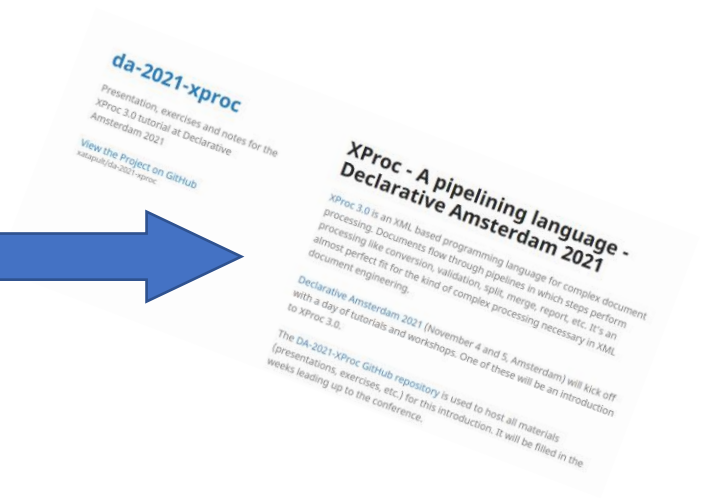 da-2021-xproc
Presentation, exercises and notes for the
XProc 3.0 tutorial at Declarative
Amsterdam 2021
View the Project on GitHub
xatapult/da-2021-xproc
XProc - A pipelining language -
Declarative Amsterdam 2021
XProc 3.0 is an XML based programming language for complex document
processing. Documents flow through pipelines in which steps perform
processing like conversion, validation, split, merge, report, etc. It's an
almost perfect fit for the kind of complex processing necessary in XML
document engineering.
Declarative Amsterdam 2021 (November 4 and 5, Amsterdam) will kick off
with a day of tutorials and workshops. One of these will be an introduction
to XProc 3.0.
The DA-2021-XProc GitHub repository is used to host all materials
(presentations, exercises, etc.) for this introduction. It will be filled in the
weeks leading up to the conference.